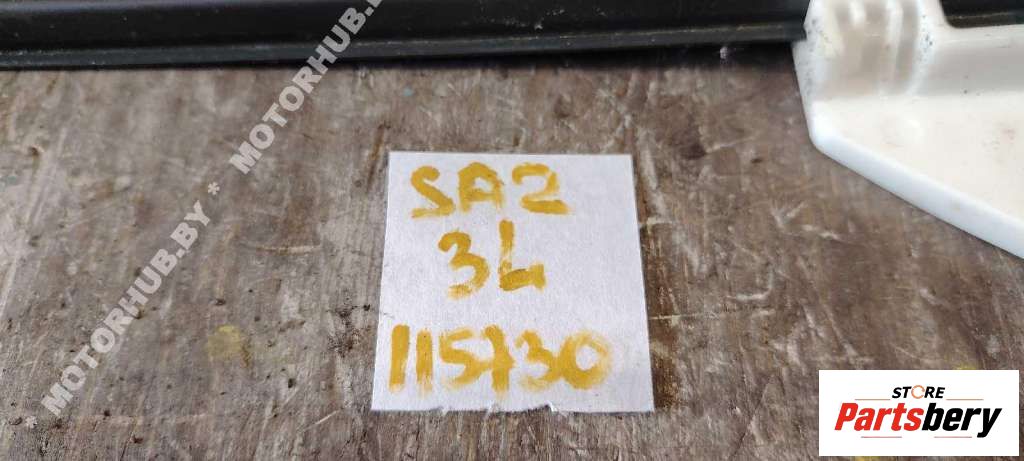 MOTORHUB.BY * MOTORHUB.BY
SA2
3L
115730
STORE
Partsbery